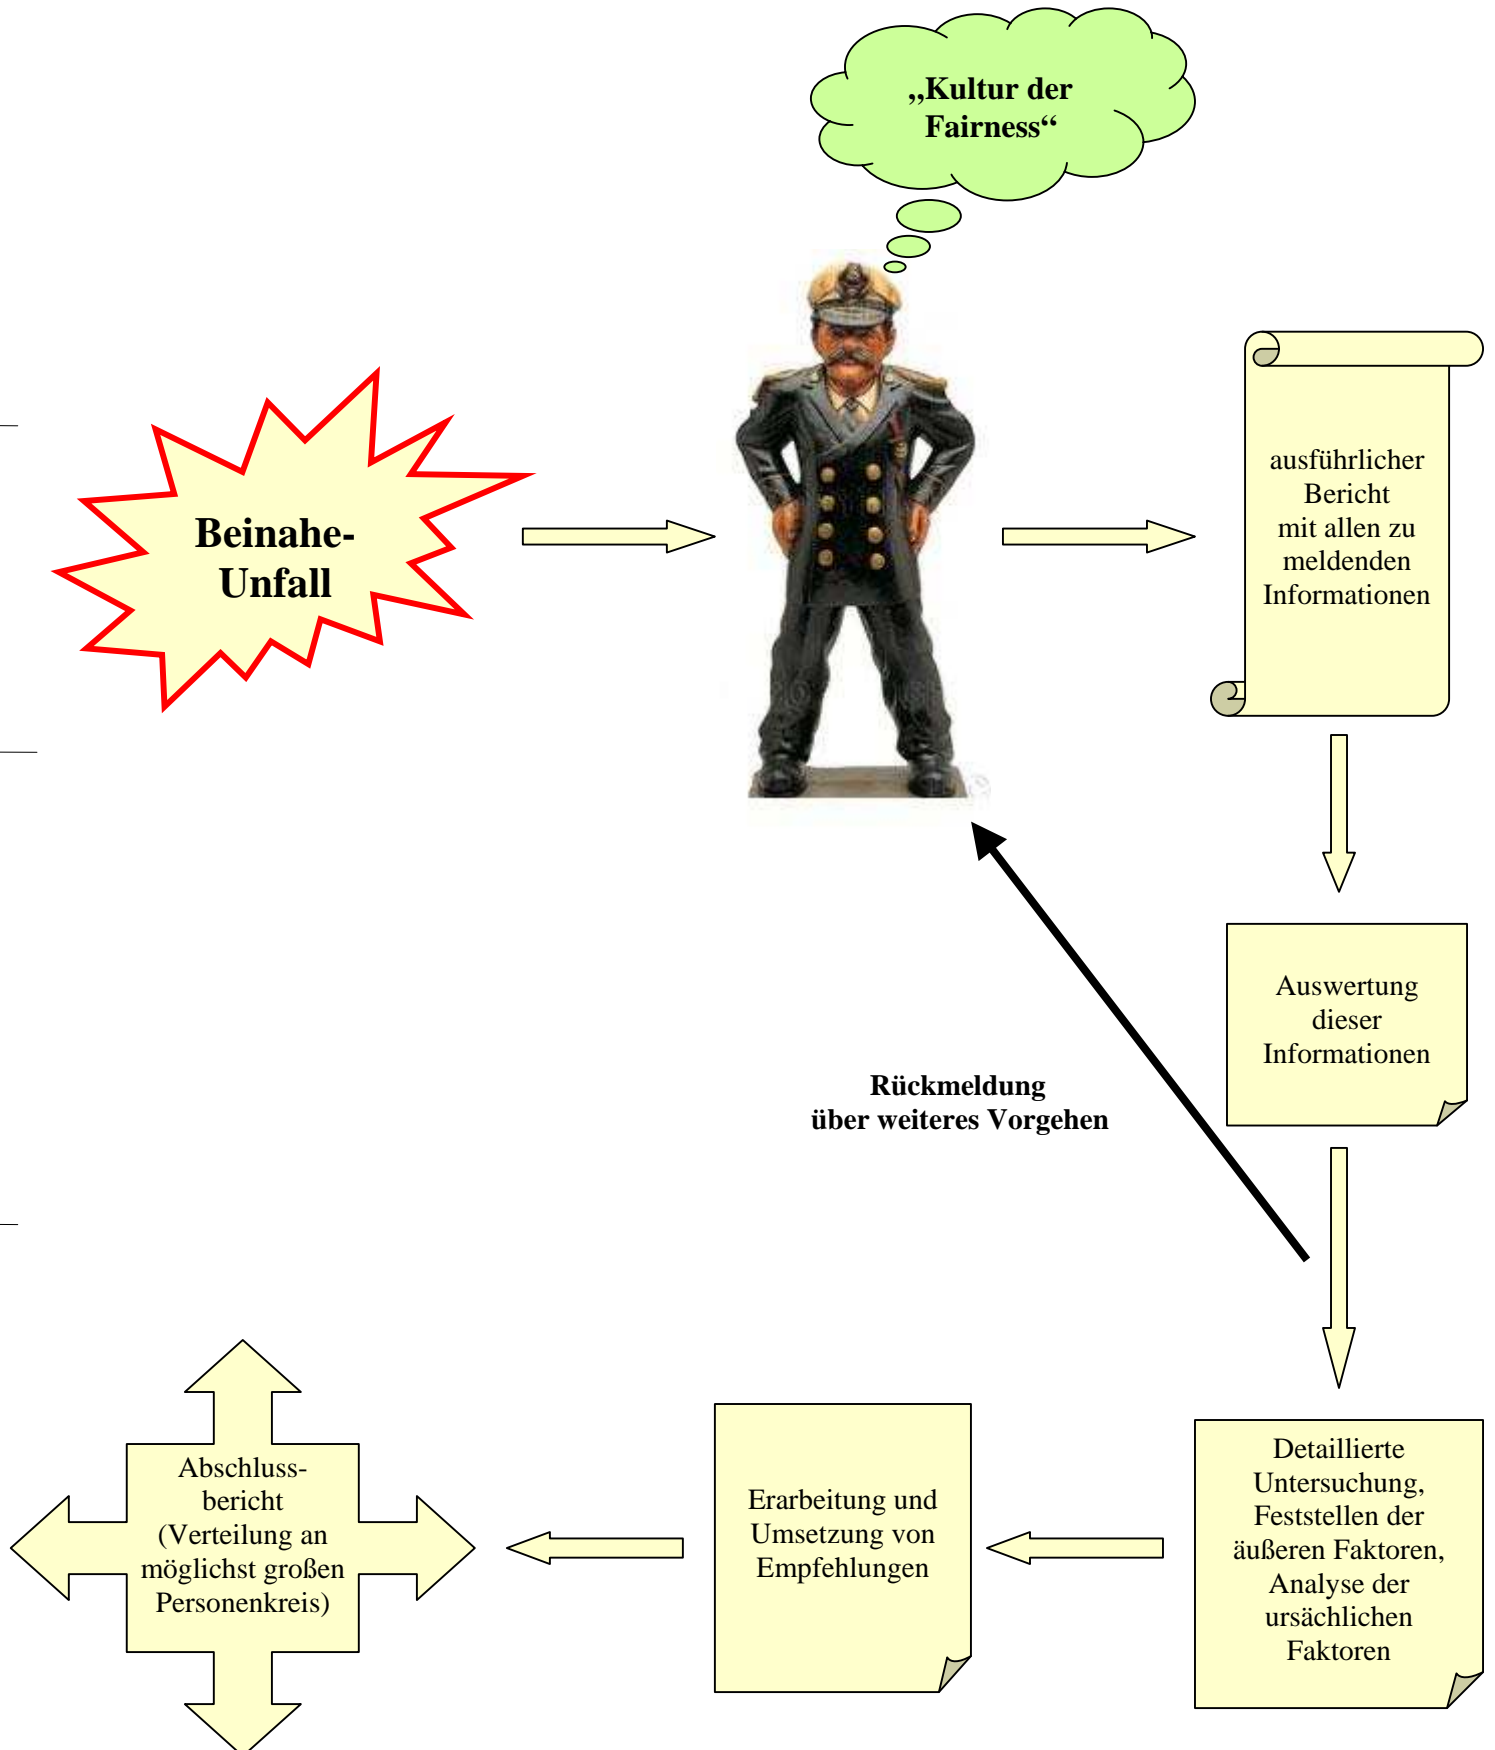 „Kultur der
Fairness“
Beinahe-
Unfall
ausführlicher
Bericht
mit allen zu
meldenden
Informationen
Auswertung
dieser
Informationen
Rückmeldung
über weiteres Vorgehen
Detaillierte
Untersuchung,
Feststellen der
äußeren Faktoren,
Analyse der
ursächlichen
Faktoren
Erarbeitung und
Umsetzung von
Empfehlungen
Abschluss-
bericht
(Verteilung an
möglichst großen
Personenkreis)